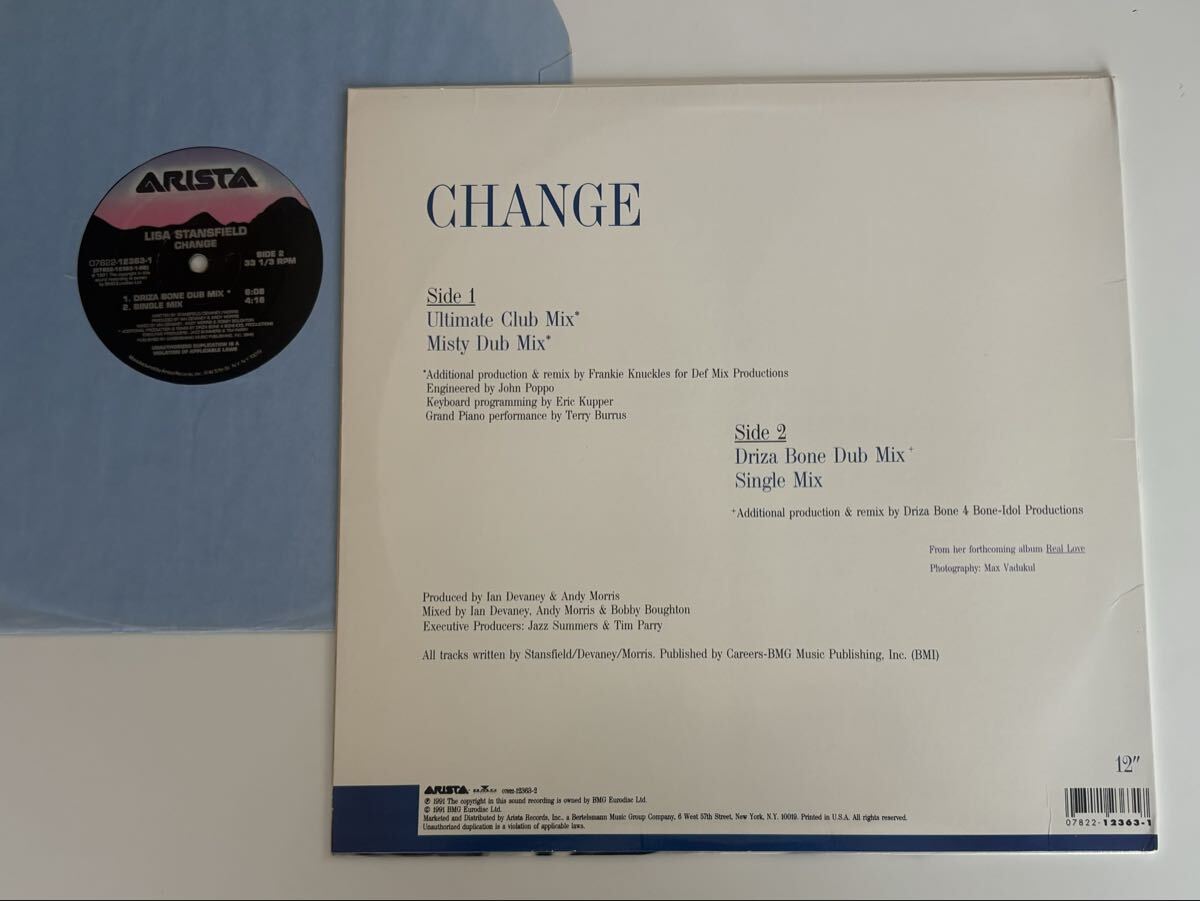 ARISTA
LISA STANSFIELD
CHANGE
07822-12363-1
SIDE 2
33 1/3 RPM
1. DRIZA BONE DUB MIX * 6:08
2. SINGLE MIX 4:16
UNAUTHORIZED DUPLICATION IS A
VIOLATION OF APPLICABLE LAWS
CHANGE
Side 1
Ultimate Club Mix*
Misty Dub Mix*
*Additional production & remix by Frankie Knuckles for Def Mix Productions
Engineered by John Poppo
Keyboard programming by Eric Kupper
Grand Piano performance by Terry Burrus
Side 2
Driza Bone Dub Mix+
Single Mix
+Additional production & remix by Driza Bone 4 Bone-Idol Productions
From her forthcoming album Real Love
Photography: Max Vadukul
Produced by Ian Devaney & Andy Morris
Mixed by Ian Devaney, Andy Morris & Bobby Boughton
Executive Producers: Jazz Summers & Tim Parry
All tracks written by Stansfield/Devaney/Morris. Published by Careers-BMG Music Publishing, Inc. (BMI)
12″
ARISTA 07822-12363-2
℗ 1991 The copyright in this sound recording is owned by BMG Eurodisc Ltd.
© 1991 BMG Eurodisc Ltd.
Marketed and Distributed by Arista Records, Inc., a Bertelsmann Music Group Company, 6 West 57th Street, New York, N.Y. 10019. Printed in U.S.A. All rights reserved.
Unauthorized duplication is a violation of applicable laws.
07822-12363-1